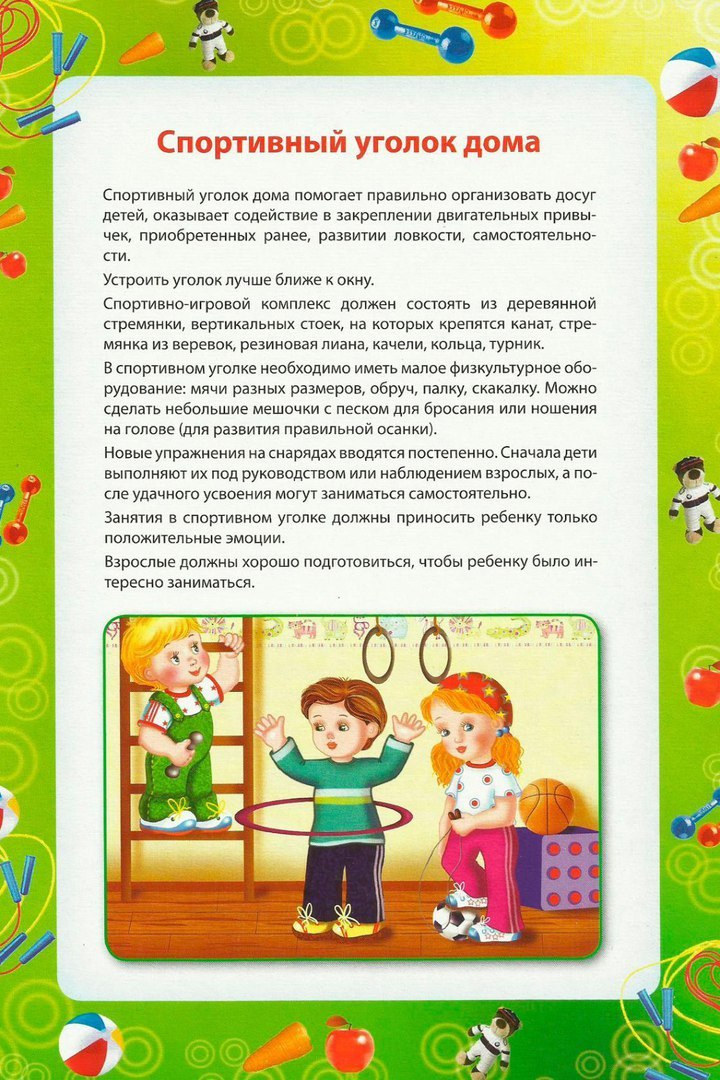 Спортивный уголок дома
Спортивный уголок дома помогает правильно организовать досуг
детей, оказывает содействие в закреплении двигательных привы-
чек, приобретенных ранее, развитии ловкости, самостоятельно-
сти.
Устроить уголок лучше ближе к окну.
Спортивно-игровой комплекс должен состоять из деревянной
стремянки, вертикальных стоек, на которых крепятся канат, стре-
мянка из веревок, резиновая лиана, качели, кольца, турник.
В спортивном уголке необходимо иметь малое физкультурное обо-
рудование: мячи разных размеров, обруч, палку, скакалку. Можно
сделать небольшие мешочки с песком для бросания или ношения
на голове (для развития правильной осанки).
Новые упражнения на снарядах вводятся постепенно. Сначала дети
выполняют их под руководством или наблюдением взрослых, а по-
сле удачного усвоения могут заниматься самостоятельно.
Занятия в спортивном уголке должны приносить ребенку только
положительные эмоции.
Взрослые должны хорошо подготовиться, чтобы ребенку было ин-
тересно заниматься.